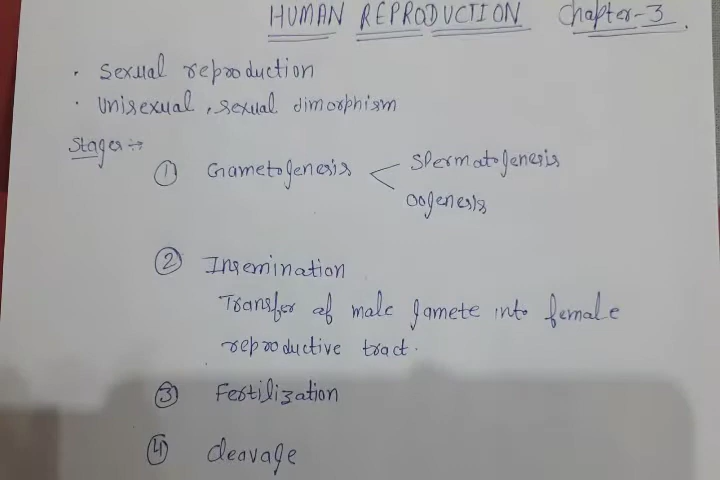 HUMAN REPRODUCTION Chapter-3
· Sexual reproduction
· Unisexual, sexual dimorphism
Stages :→
① Gametogenesis < Spermatogenesis
oogenesis
② Insemination
Transfer of male gamete into female
reproductive tract.
③ Fertilization
④ cleavage